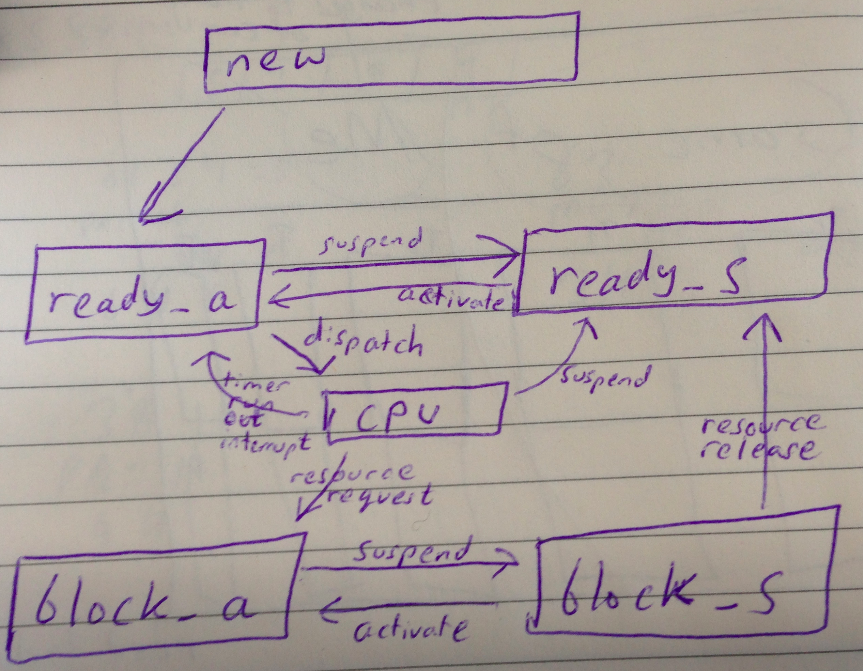 new
suspend
ready_a
ready_s
activate
dispatch
timer
run
out
interrupt
CPU
suspend
resource
request
resource
release
suspend
block_a
block_s
activate